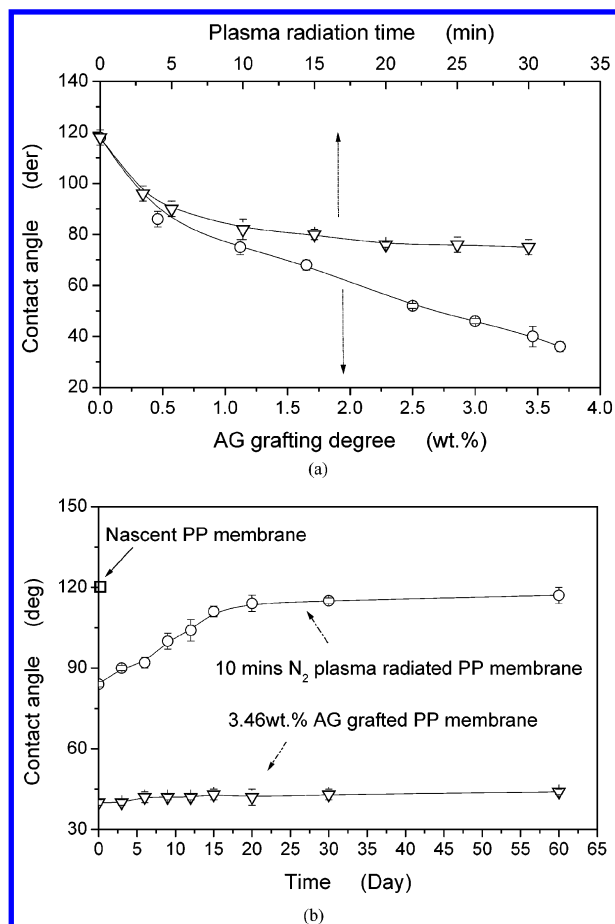 Plasma radiation time (min)
0 5 10 15 20 25 30 35
140
120
100
80
60
40
20
Contact angle (der)
0.0 0.5 1.0 1.5 2.0 2.5 3.0 3.5 4.0
AG grafting degree (wt.%)
(a)
150
120
90
60
30
Contact angle (deg)
Nascent PP membrane
10 mins N₂ plasma radiated PP membrane
3.46wt.% AG grafted PP membrane
0 5 10 15 20 25 30 35 40 45 50 55 60 65
Time (Day)
(b)